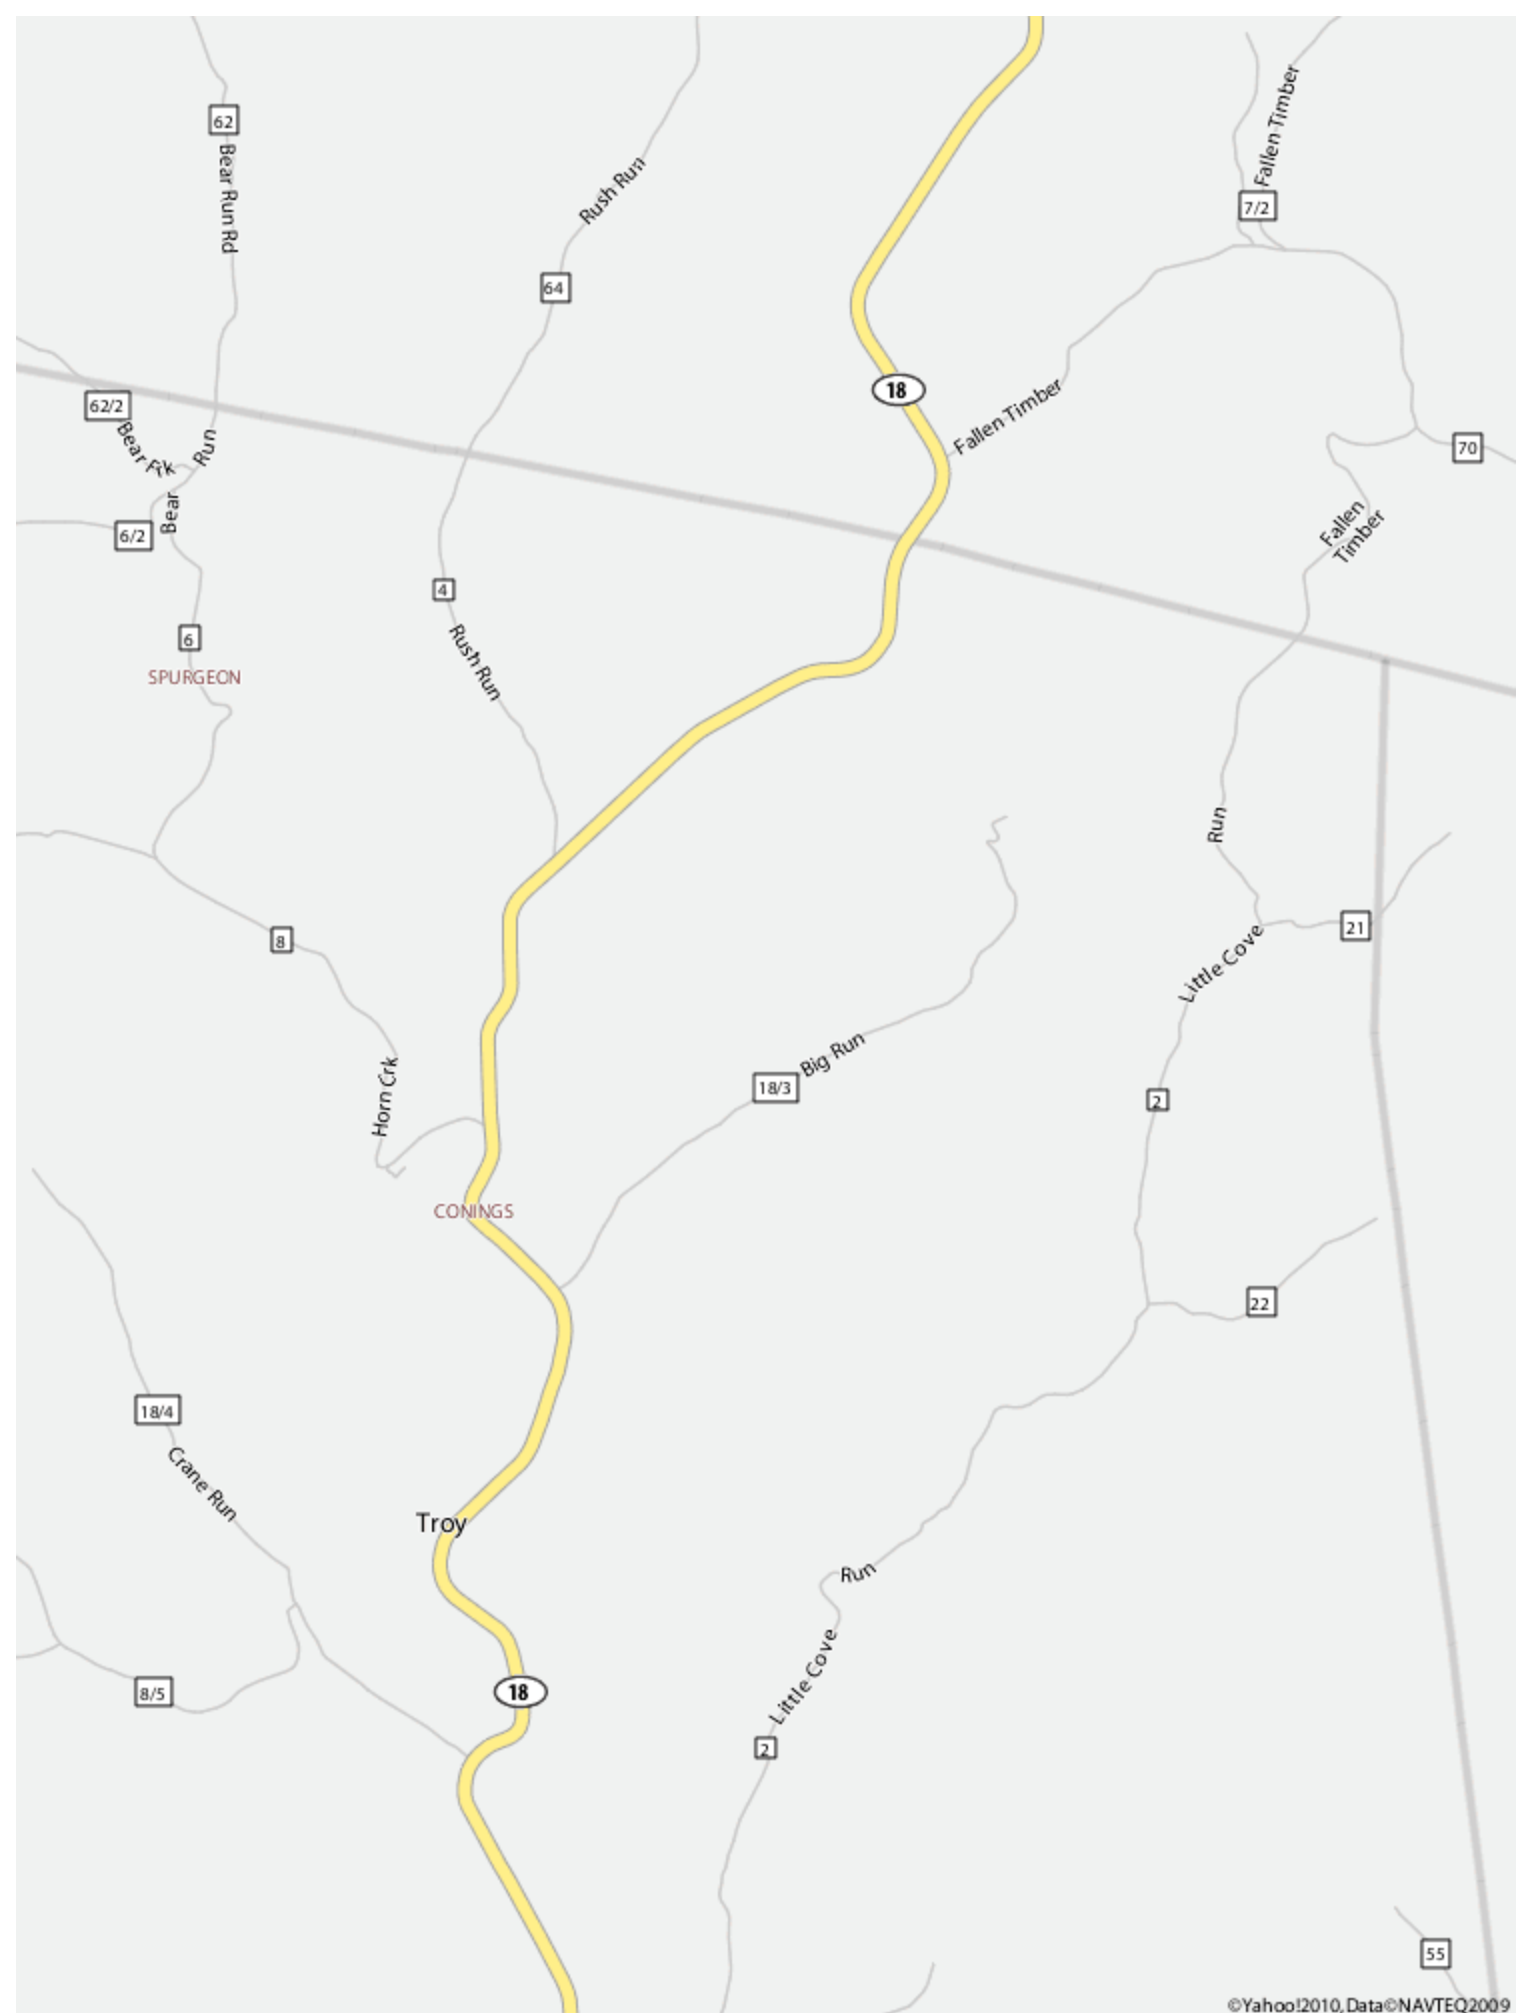 62
Bear Run Rd
Rush Run
64
Fallen Timber
7/2
18
Fallen Timber
62/2
Bear Frk
Run
Bear
6/2
70
Fallen
Timber
4
Rush Run
6
SPURGEON
Run
8
21
Little Cove
Horn Crk
18/3
Big Run
2
CONINGS
22
18/4
Crane Run
Troy
Run
8/5
18
Little Cove
2
55
©Yahoo!2010, Data©NAVTEQ2009